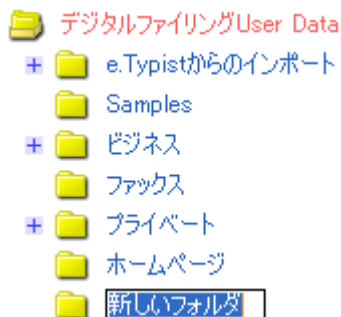 デジタルファイリングUser Data
e.Typistからのインポート
Samples
ビジネス
ファックス
プライベート
ホームページ
新しいフォルダ